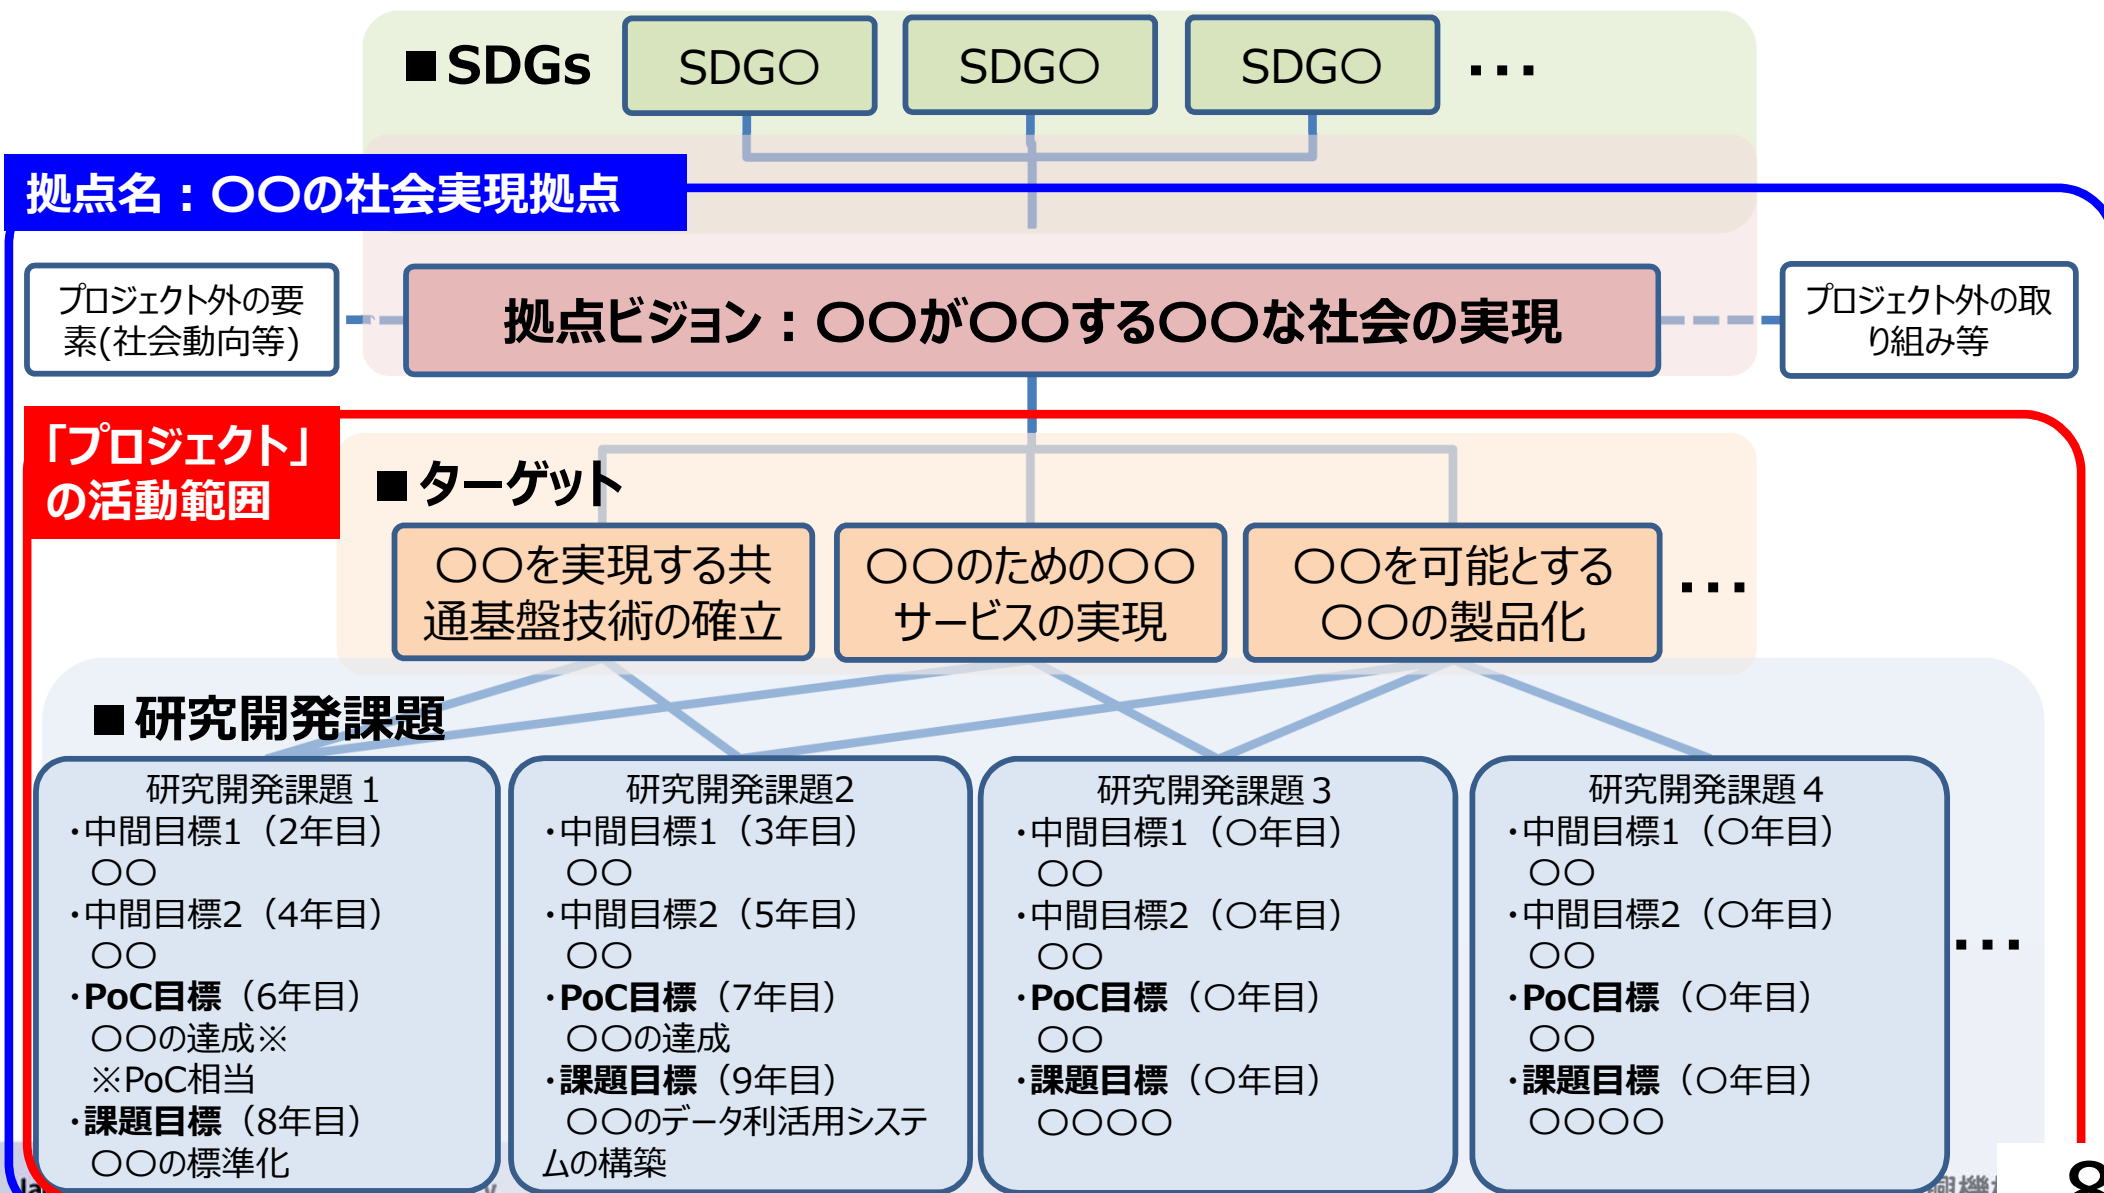 ■SDGs
SDG〇
SDG〇
SDG〇
･･･
拠点名：〇〇の社会実現拠点
プロジェクト外の要
素(社会動向等)
拠点ビジョン：〇〇が〇〇する〇〇な社会の実現
プロジェクト外の取
り組み等
「プロジェクト」
の活動範囲
■ターゲット
〇〇を実現する共
通基盤技術の確立
〇〇のための〇〇
サービスの実現
〇〇を可能とする
〇〇の製品化
･･･
■研究開発課題
研究開発課題１
・中間目標1（2年目）
〇〇
・中間目標2（4年目）
〇〇
・PoC目標（6年目）
〇〇の達成※
※PoC相当
・課題目標（8年目）
〇〇の標準化
研究開発課題2
・中間目標1（3年目）
〇〇
・中間目標2（5年目）
〇〇
・PoC目標（7年目）
〇〇の達成
・課題目標（9年目）
〇〇のデータ利活用システ
ムの構築
研究開発課題３
・中間目標1（〇年目）
〇〇
・中間目標2（〇年目）
〇〇
・PoC目標（〇年目）
〇〇
・課題目標（〇年目）
〇〇〇〇
研究開発課題４
・中間目標1（〇年目）
〇〇
・中間目標2（〇年目）
〇〇
・PoC目標（〇年目）
〇〇
・課題目標（〇年目）
〇〇〇〇
･･･